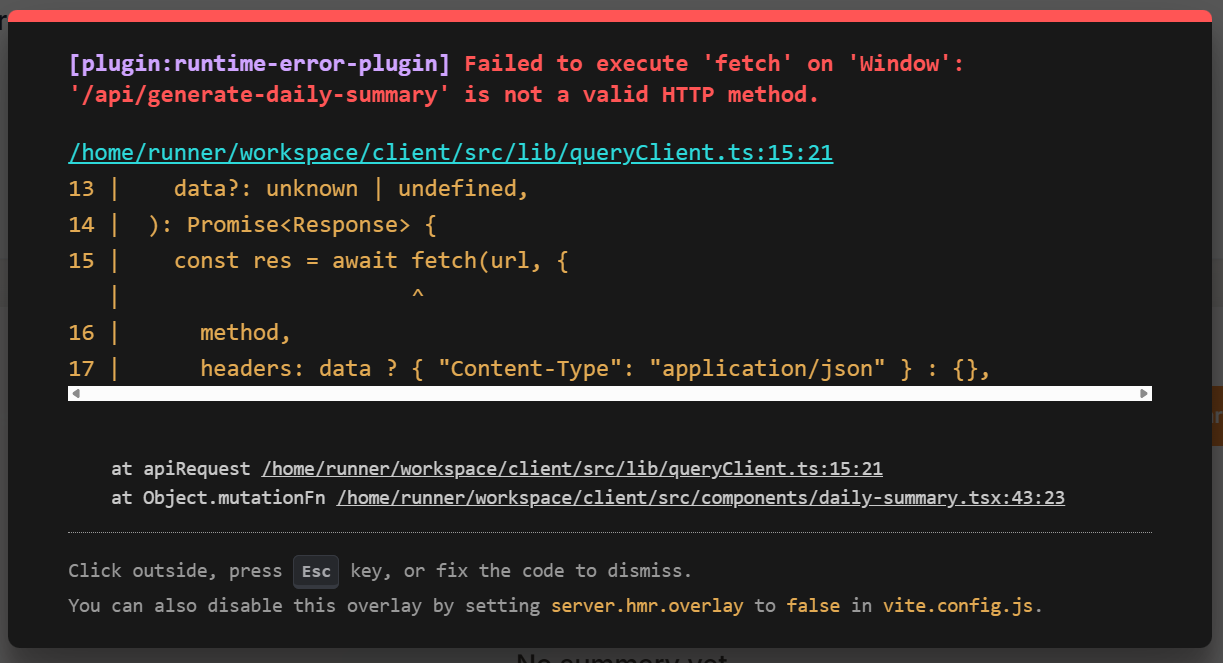 [plugin:runtime-error-plugin] Failed to execute 'fetch' on 'Window':
'/api/generate-daily-summary' is not a valid HTTP method.
/home/runner/workspace/client/src/lib/queryClient.ts:15:21
13 |    data?: unknown | undefined,
14 |  ): Promise<Response> {
15 |    const res = await fetch(url, {
   |                      ^
16 |      method,
17 |      headers: data ? { "Content-Type": "application/json" } : {},
at apiRequest /home/runner/workspace/client/src/lib/queryClient.ts:15:21
at Object.mutationFn /home/runner/workspace/client/src/components/daily-summary.tsx:43:23
Click outside, press Esc key, or fix the code to dismiss.
You can also disable this overlay by setting server.hmr.overlay to false in vite.config.js.
No summary yet